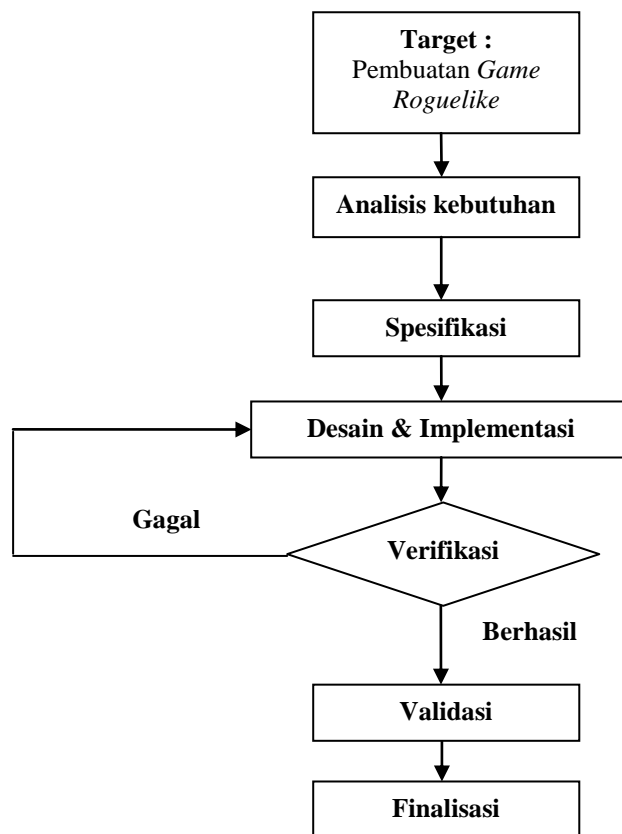 Target :
Pembuatan Game
Roguelike
Analisis kebutuhan
Spesifikasi
Desain & Implementasi
Gagal
Verifikasi
Berhasil
Validasi
Finalisasi